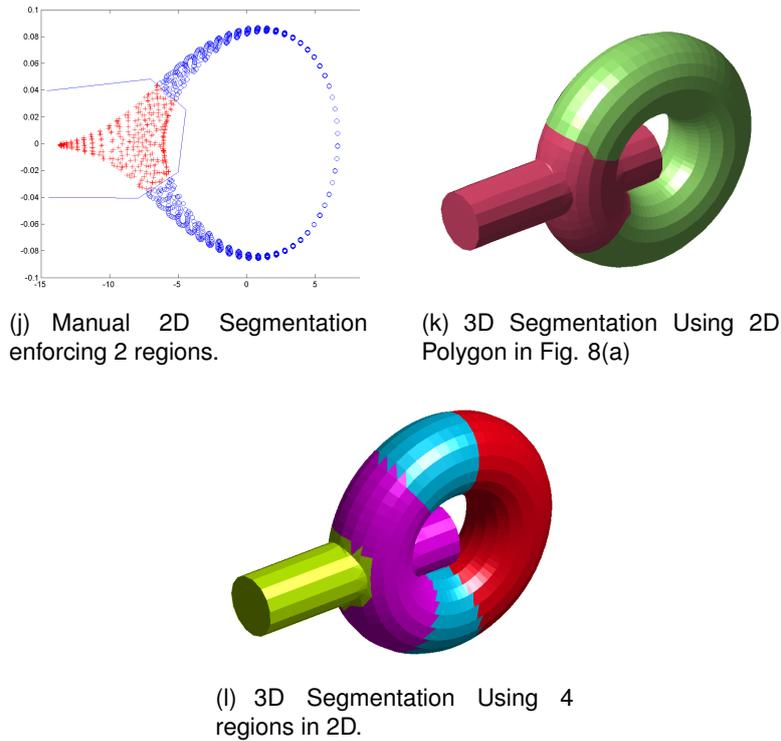 0.1
0.08
0.06
0.04
0.02
0
-0.02
-0.04
-0.06
-0.08
-0.1
-15 -10 -5 0 5
(j) Manual 2D Segmentation
enforcing 2 regions.
(k) 3D Segmentation Using 2D
Polygon in Fig. 8(a)
(l) 3D Segmentation Using 4
regions in 2D.